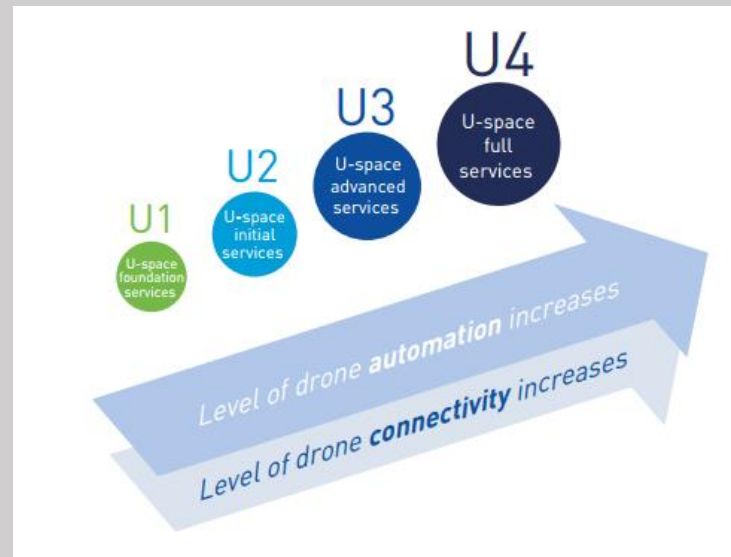 U4
U-space
full
services
U3
U-space
advanced
services
U2
U-space
initial
services
U1
U-space
foundation
services
Level of drone automation increases
Level of drone connectivity increases